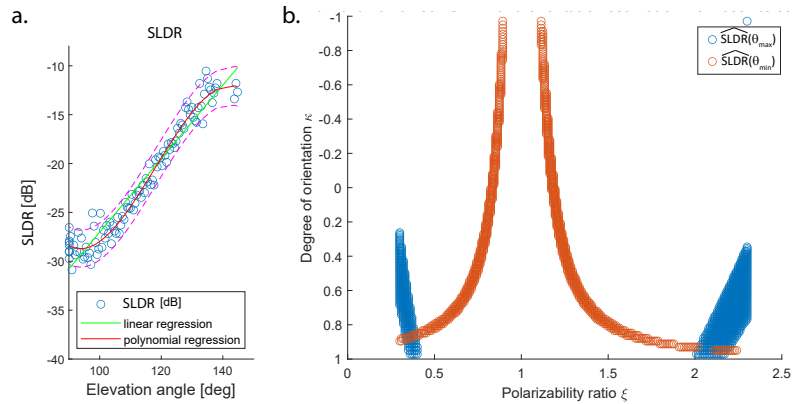 a.
SLDR
SLDR [dB]
-10
-15
-20
-25
-30
-35
-40
100
120
140
Elevation angle [deg]
SLDR [dB]
linear regression
polynomial regression
b.
Degree of orientation κ
-1
-0.8
-0.6
-0.4
-0.2
0
0.2
0.4
0.6
0.8
1
0
0.5
1
1.5
2
2.5
Polarizability ratio ξ
SLDR(θmax)
SLDR(θmin)